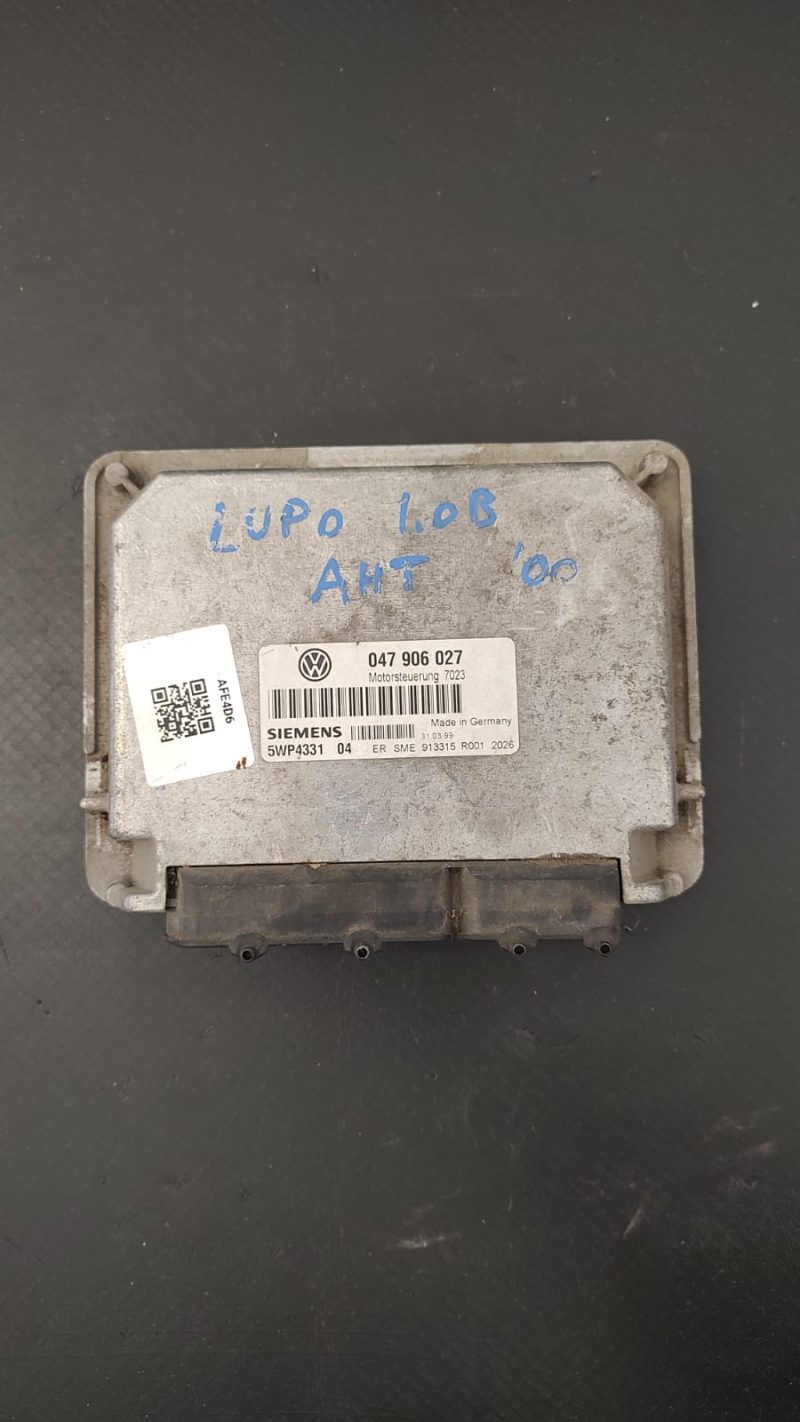 LUPO 1.0B
AHT '00
AFE4D6
047 906 027
Motorsteuerung 7023
SIEMENS
Made in Germany
31.03.99
5WP4331 04 ER SME 913315 R001 2026